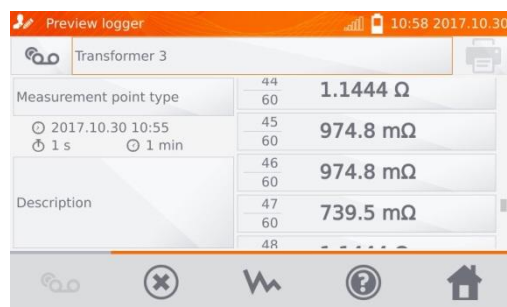 Preview logger
10:58 2017.10.30
Transformer 3
Measurement point type
2017.10.30 10:55
1 s 1 min
Description
44
60
1.1444 Ω
45
60
974.8 mΩ
46
60
974.8 mΩ
47
60
739.5 mΩ
48
?